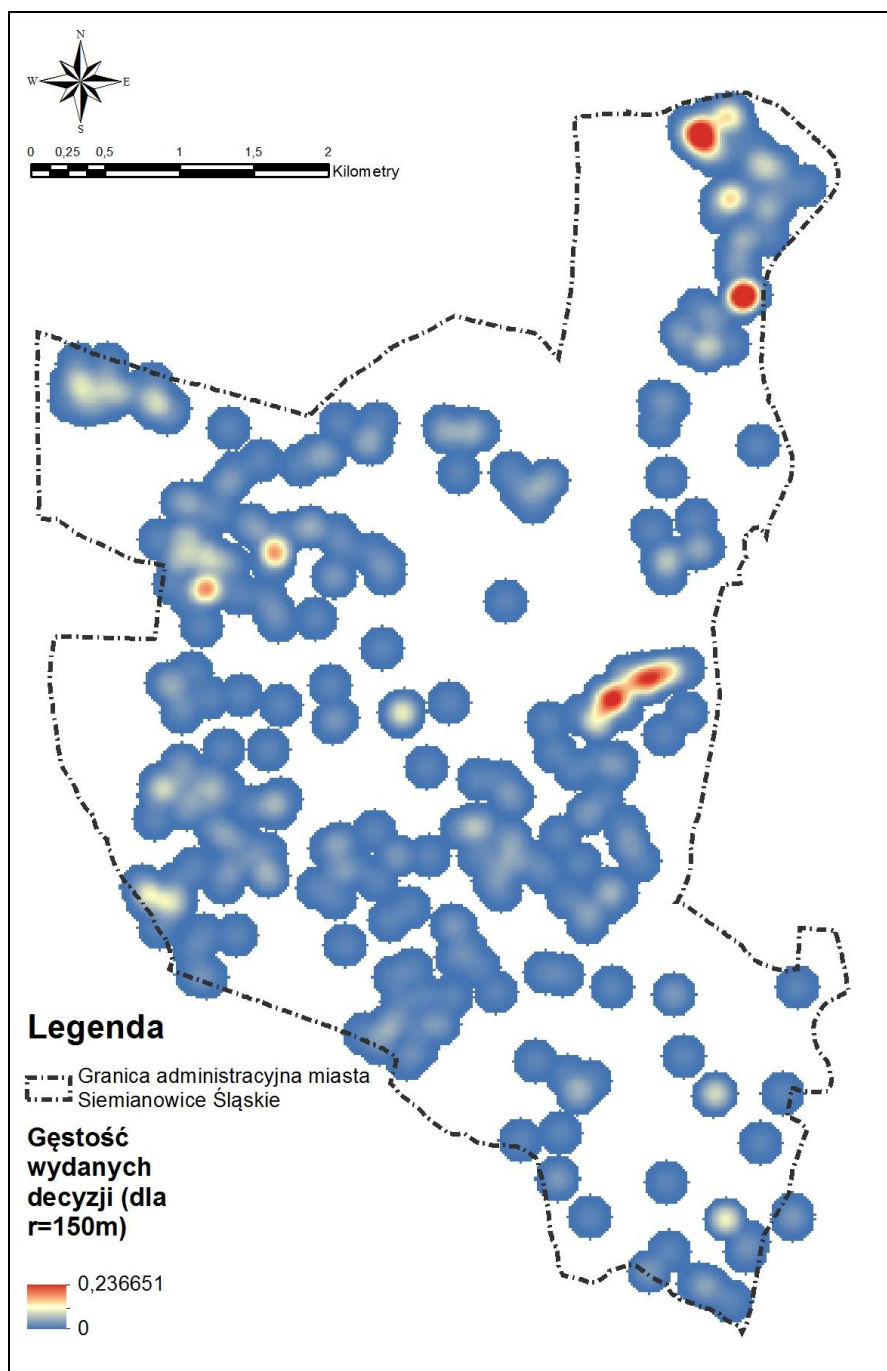 N
W E
S
0 0,25 0,5 1 1,5 2
Kilometry
Legenda
Granica administracyjna miasta
Siemianowice Śląskie
Gęstość
wydanych
decyzji (dla
r=150m)
0,236651
0